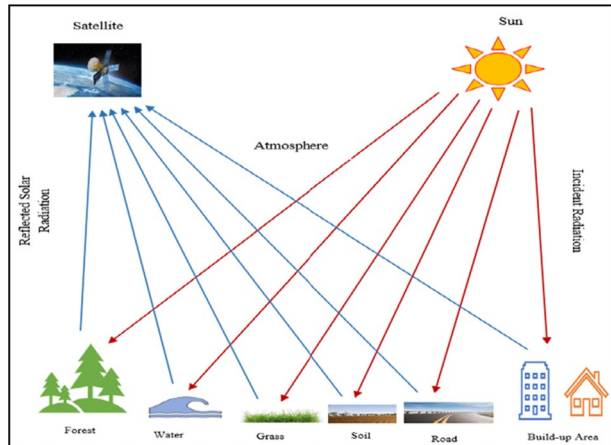 Satellite
Sun
Atmosphere
Reflected Solar
Radiation
Incident Radiation
Forest
Water
Grass
Soil
Road
Build-up Area